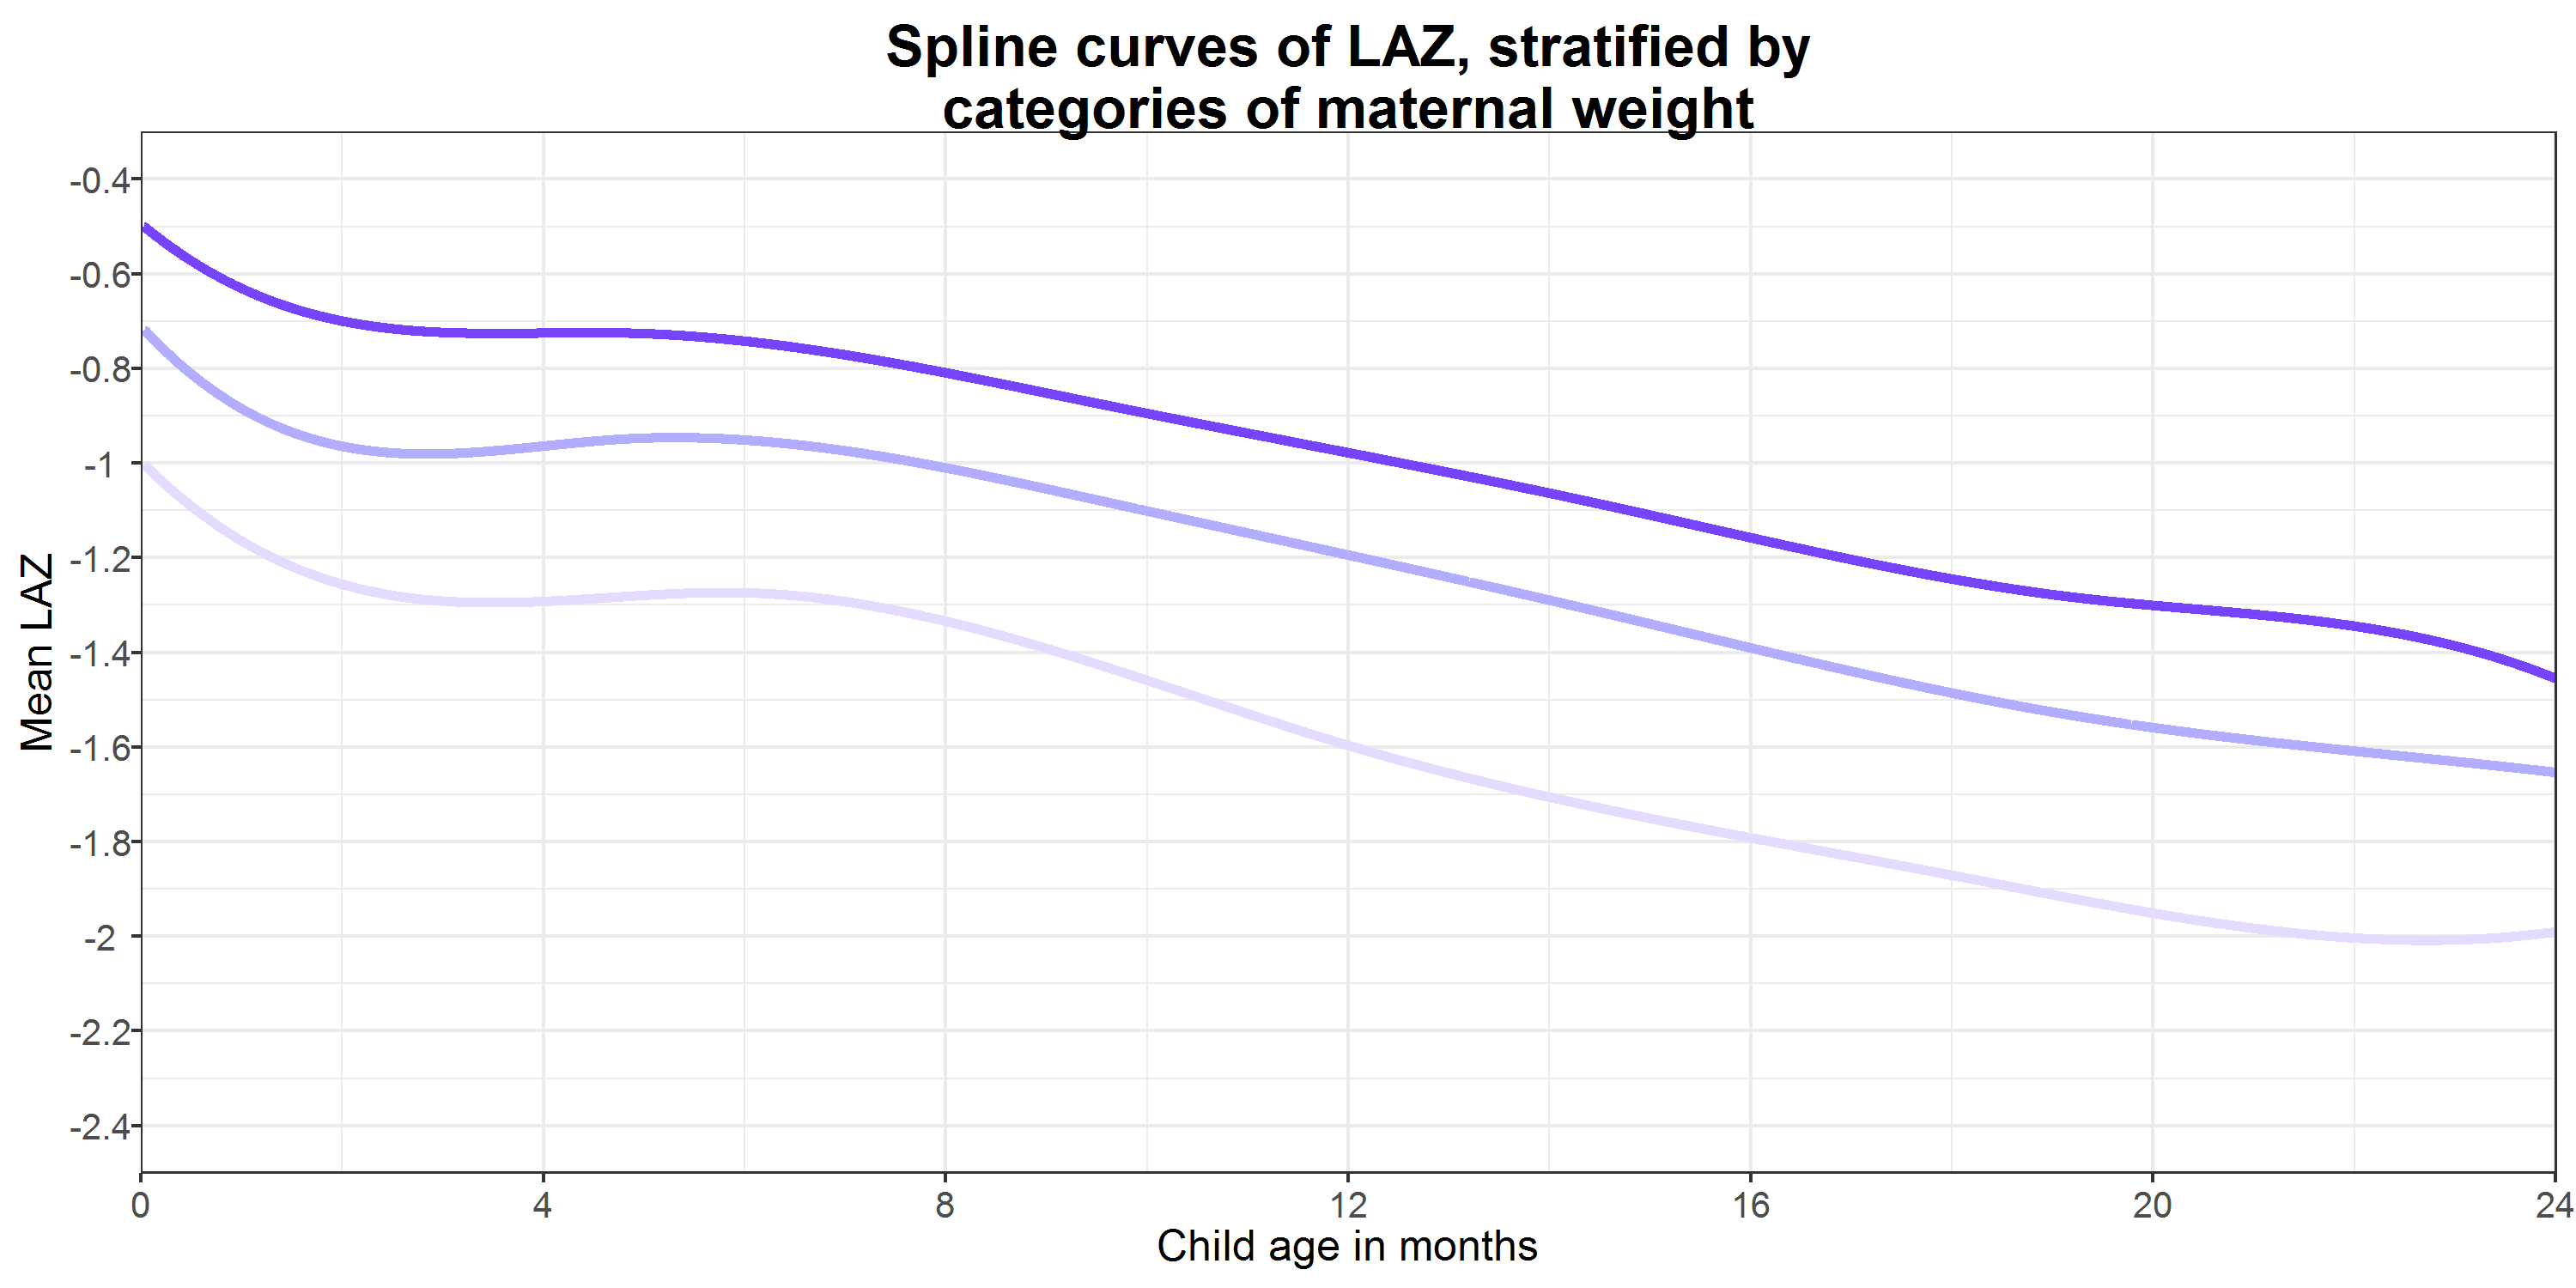 Spline curves of LAZ, stratified by
categories of maternal weight
Mean LAZ
-0.4
-0.6
-0.8
-1
-1.2
-1.4
-1.6
-1.8
-2
-2.2
-2.4
0 4 8 12 16 20 24
Child age in months